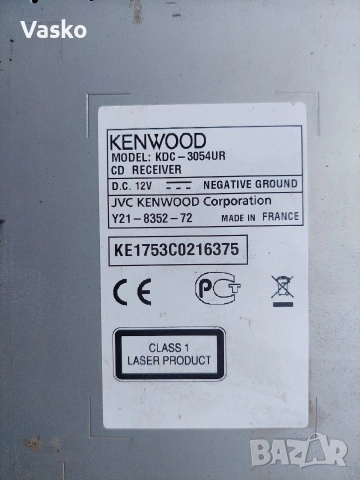 Vasko
KENWOOD
MODEL: KDC-3054UR
CD RECEIVER
D.C. 12V NEGATIVE GROUND
JVC KENWOOD Corporation
Y21-8352-72 MADE IN FRANCE
KE1753C0216375
CE PCT
CLASS 1
LASER PRODUCT
BAZAR